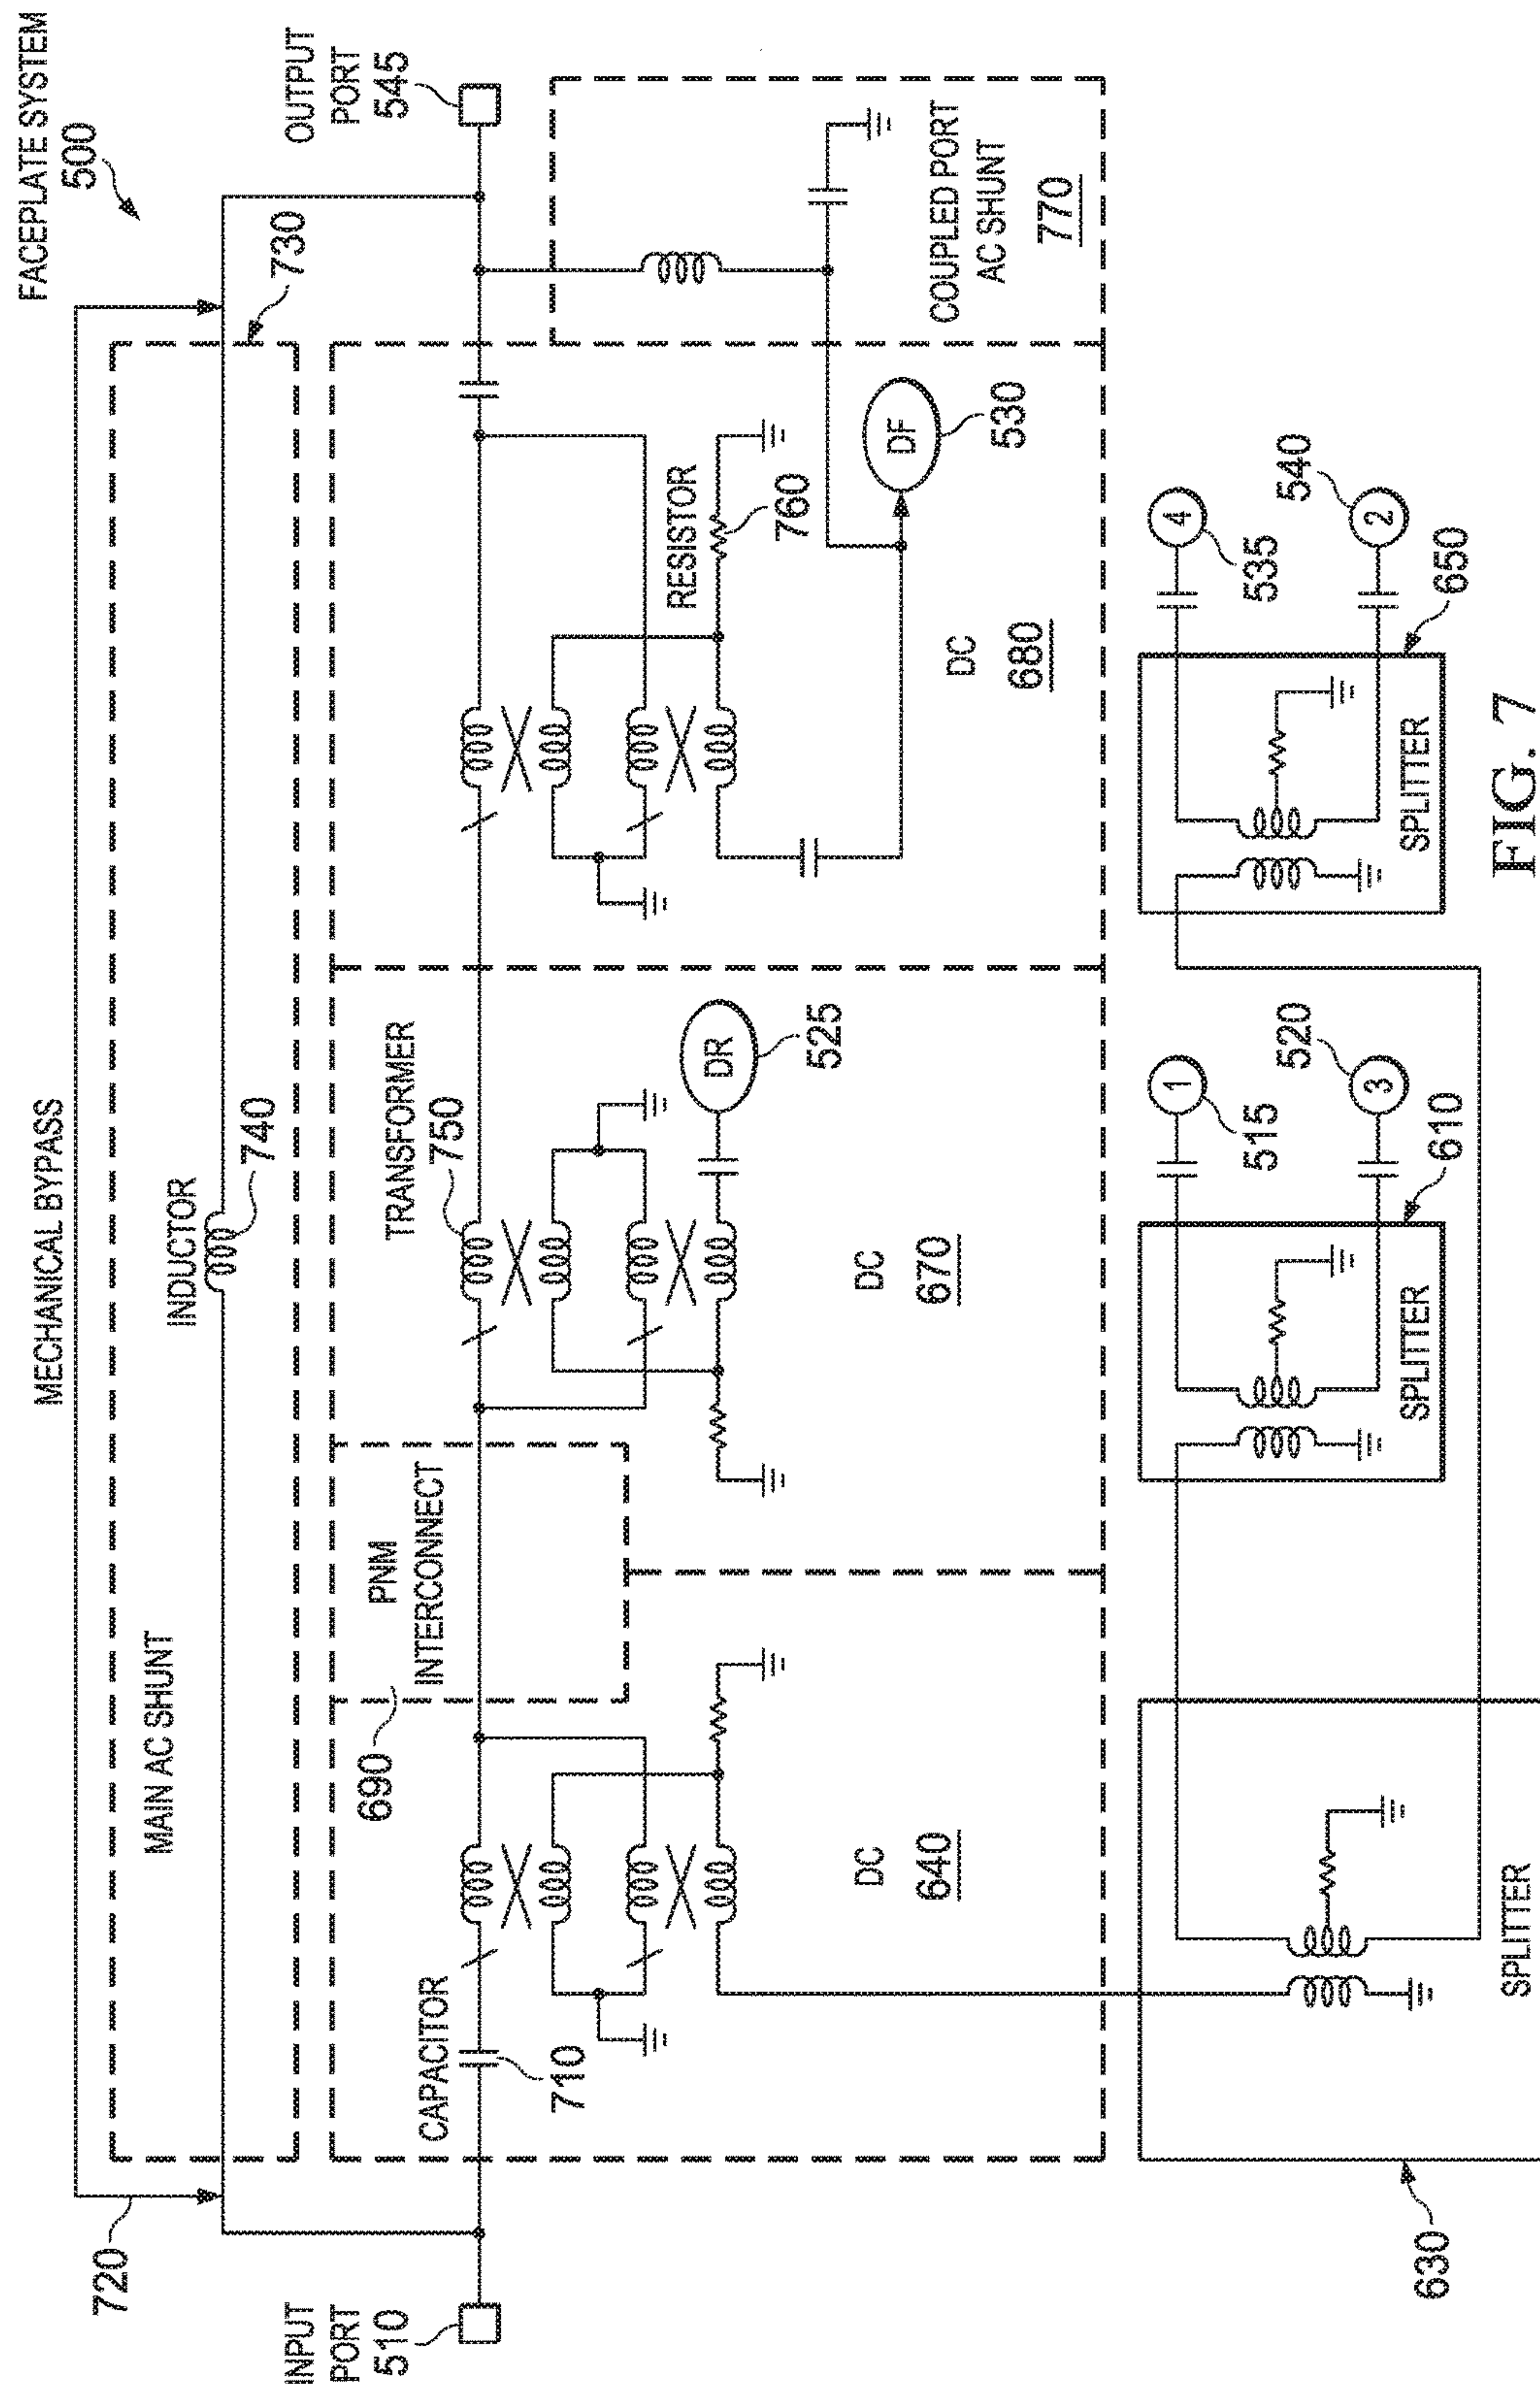 FACEPLATE SYSTEM
500
MECHANICAL BYPASS
720
730
MAIN AC SHUNT
INDUCTOR
740
INPUT
PORT
510
OUTPUT
PORT
545
CAPACITOR
710
690
PNM
INTERCONNECT
TRANSFORMER
750
RESISTOR
760
DC
640
DC
670
DR
525
DC
680
DF
530
COUPLED PORT
AC SHUNT
770
630
SPLITTER
1
515
3
520
SPLITTER
610
4
535
2
540
SPLITTER
650
FIG. 7